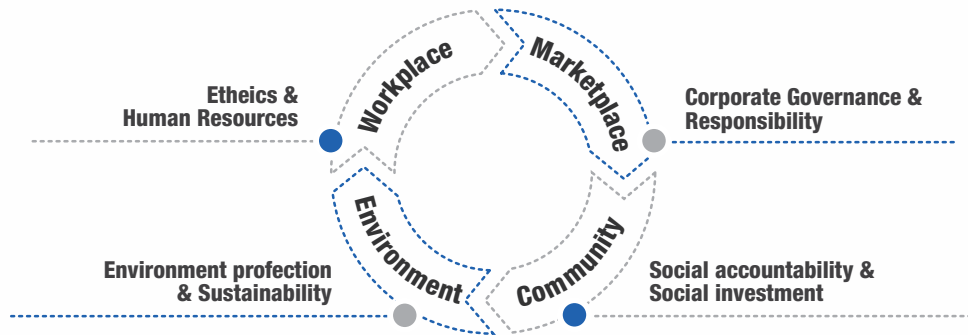 Workplace
Marketplace
Etheics &
Human Resources
Corporate Governance &
Responsibility
Environment
Community
Environment profection
& Sustainability
Social accountability &
Social investment